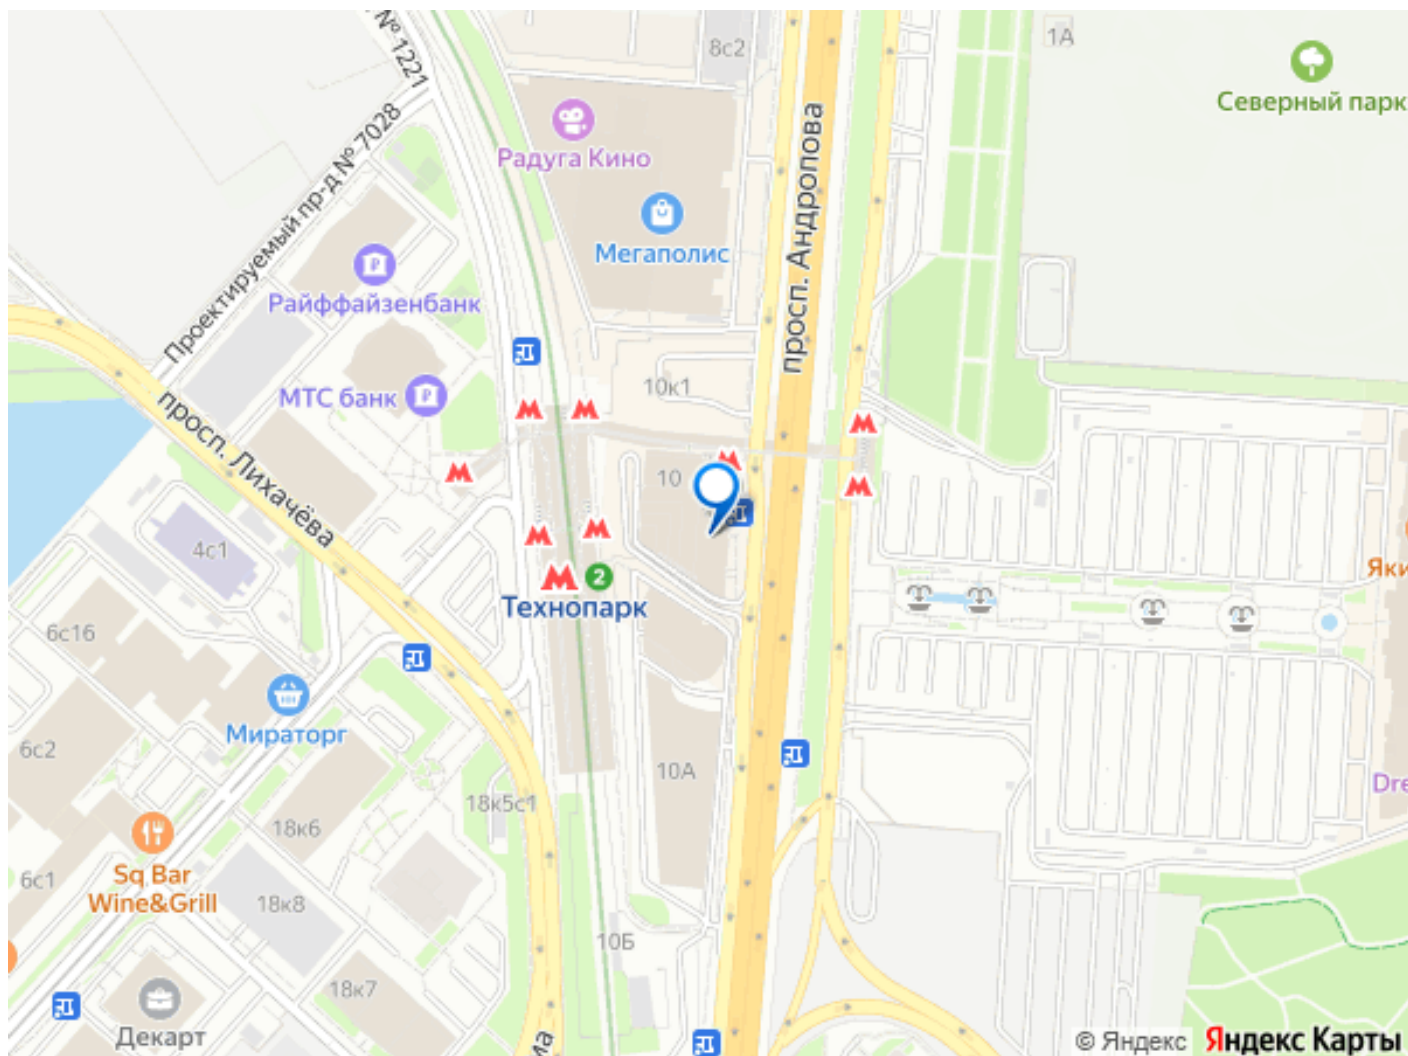 № 1221
8с2
1А
Северный парк
Радуга Кино
просп. Андропова
Проектируемый пр-д № 7028
Мегаполис
Райффайзенбанк
МТС банк
10к1
просп. Лихачёва
10
4с1
2
Технопарк
6с16
Мираторг
6с2
10А
18к5с1
18к6
Sq Bar
Wine&Grill
6с1
18к8
10Б
18к7
Декарт
Яки
Dre
© Яндекс
Яндекс Карты